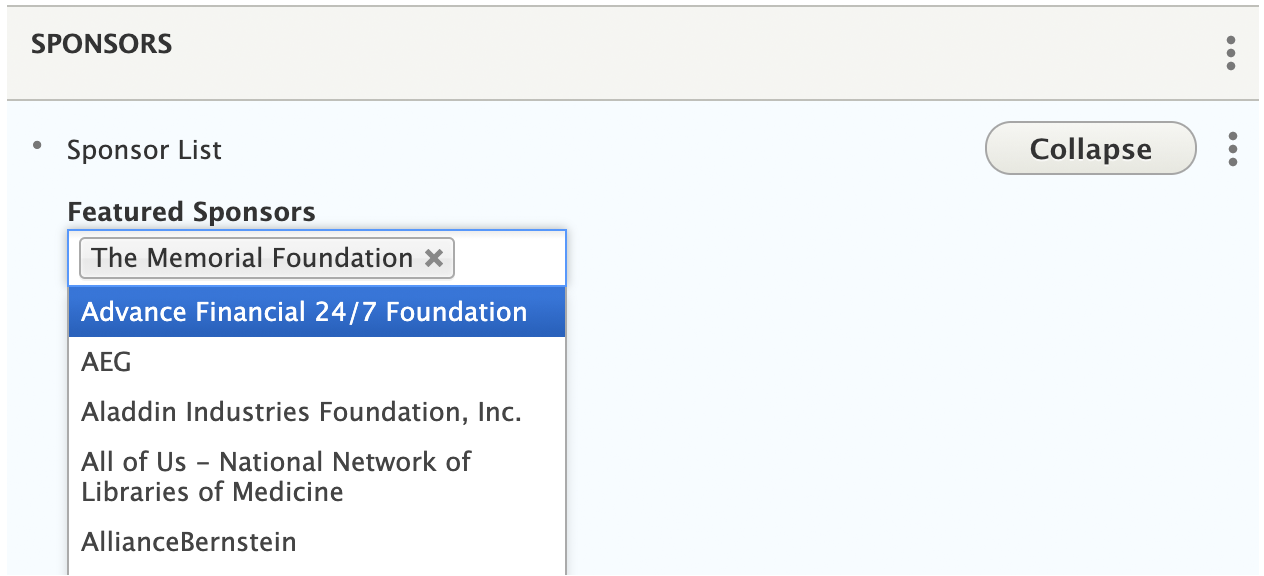 SPONSORS
Sponsor List
Collapse
Featured Sponsors
The Memorial Foundation
Advance Financial 24/7 Foundation
AEG
Aladdin Industries Foundation, Inc.
All of Us – National Network of
Libraries of Medicine
AllianceBernstein